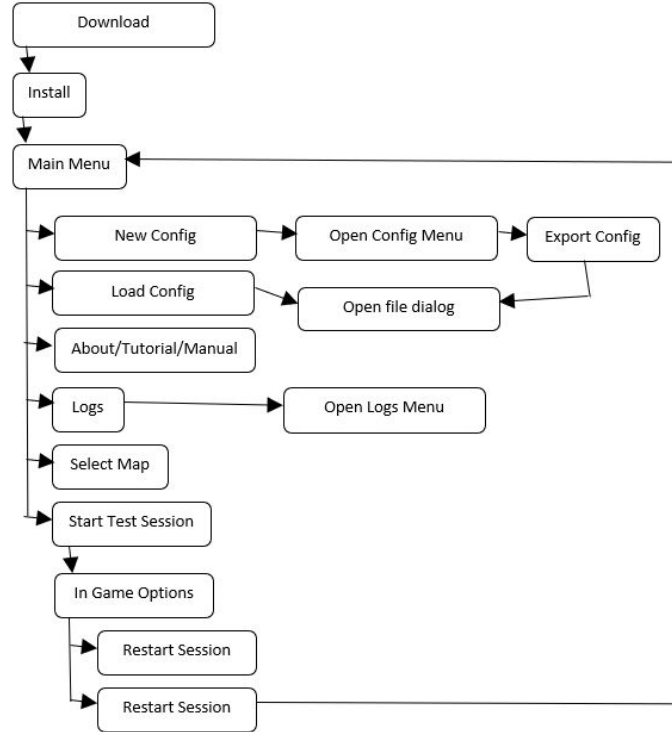 Download
Install
Main Menu
New Config
Open Config Menu
Export Config
Load Config
Open file dialog
About/Tutorial/Manual
Logs
Open Logs Menu
Select Map
Start Test Session
In Game Options
Restart Session
Restart Session